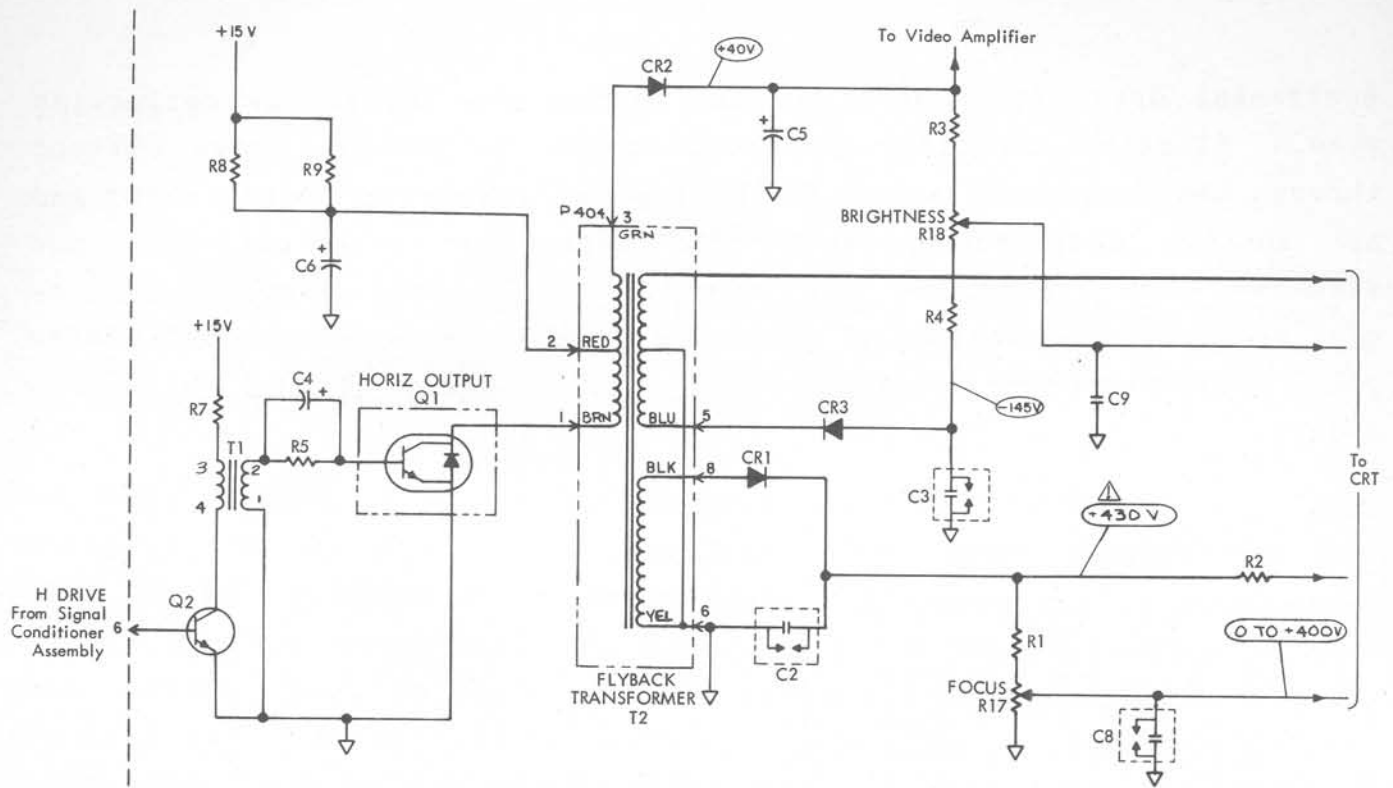 +15V
R8
R9
C6
+
+15V
R7
T1
3
4
2
1
C4
+
R5
HORIZ OUTPUT
Q1
H DRIVE
From Signal
Conditioner
Assembly
6
Q2
P404
3
GRN
2
RED
1
BRN
BLU
5
BLK
8
YEL
6
FLYBACK
TRANSFORMER
T2
CR2
+40V
+
C5
To Video Amplifier
R3
BRIGHTNESS
R18
R4
-145V
CR3
C3
C9
CR1
C2
+430V
R2
R1
FOCUS
R17
0 TO +400V
C8
To
CRT